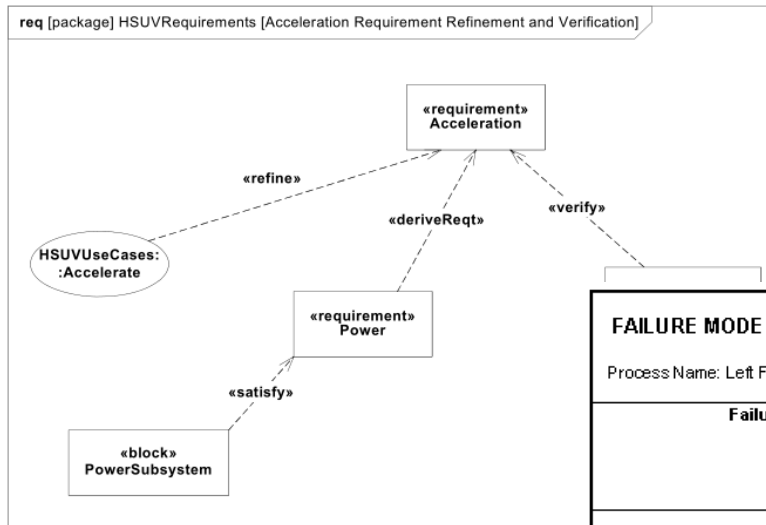 req [package] HSUVRequirements [Acceleration Requirement Refinement and Verification]
«requirement»
Acceleration
«refine»
«deriveReqt»
«verify»
HSUVUseCases:
:Accelerate
«requirement»
Power
«satisfy»
«block»
PowerSubsystem
FAILURE MODE
Process Name: Left